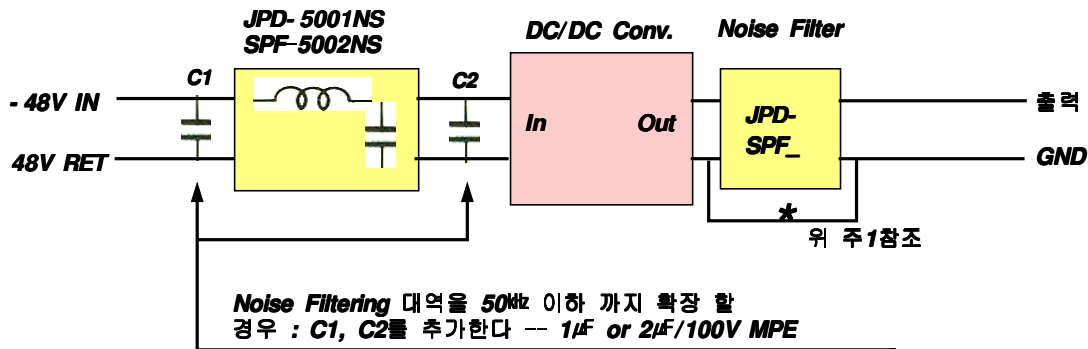 JPD- 5001NS
SPF-5002NS
DC/DC Conv.
Noise Filter
C1
C2
- 48V IN
In
Out
JPD-
SPF_
출력
48V RET
GND
*
위 주1참조
Noise Filtering 대역을 50㎑ 이하 까지 확장 할
경우 : C1, C2를 추가한다 -- 1㎌ or 2㎌/100V MPE